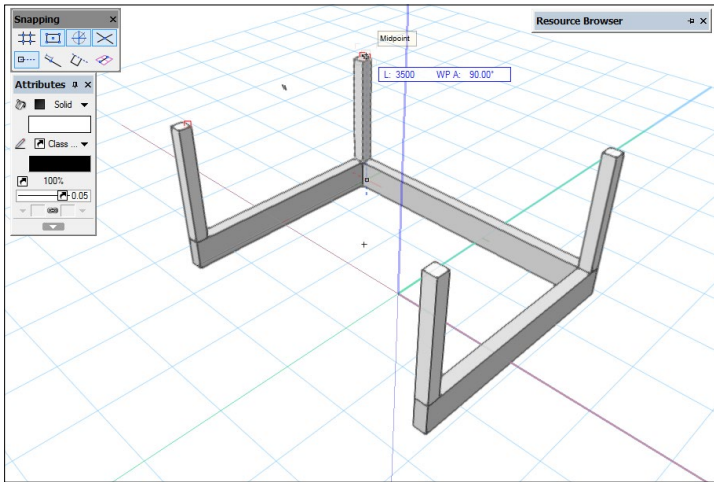 Snapping
Resource Browser
Midpoint
L: 3500 WP A: 90.00°
Attributes
Solid
Class ...
100%
0.05